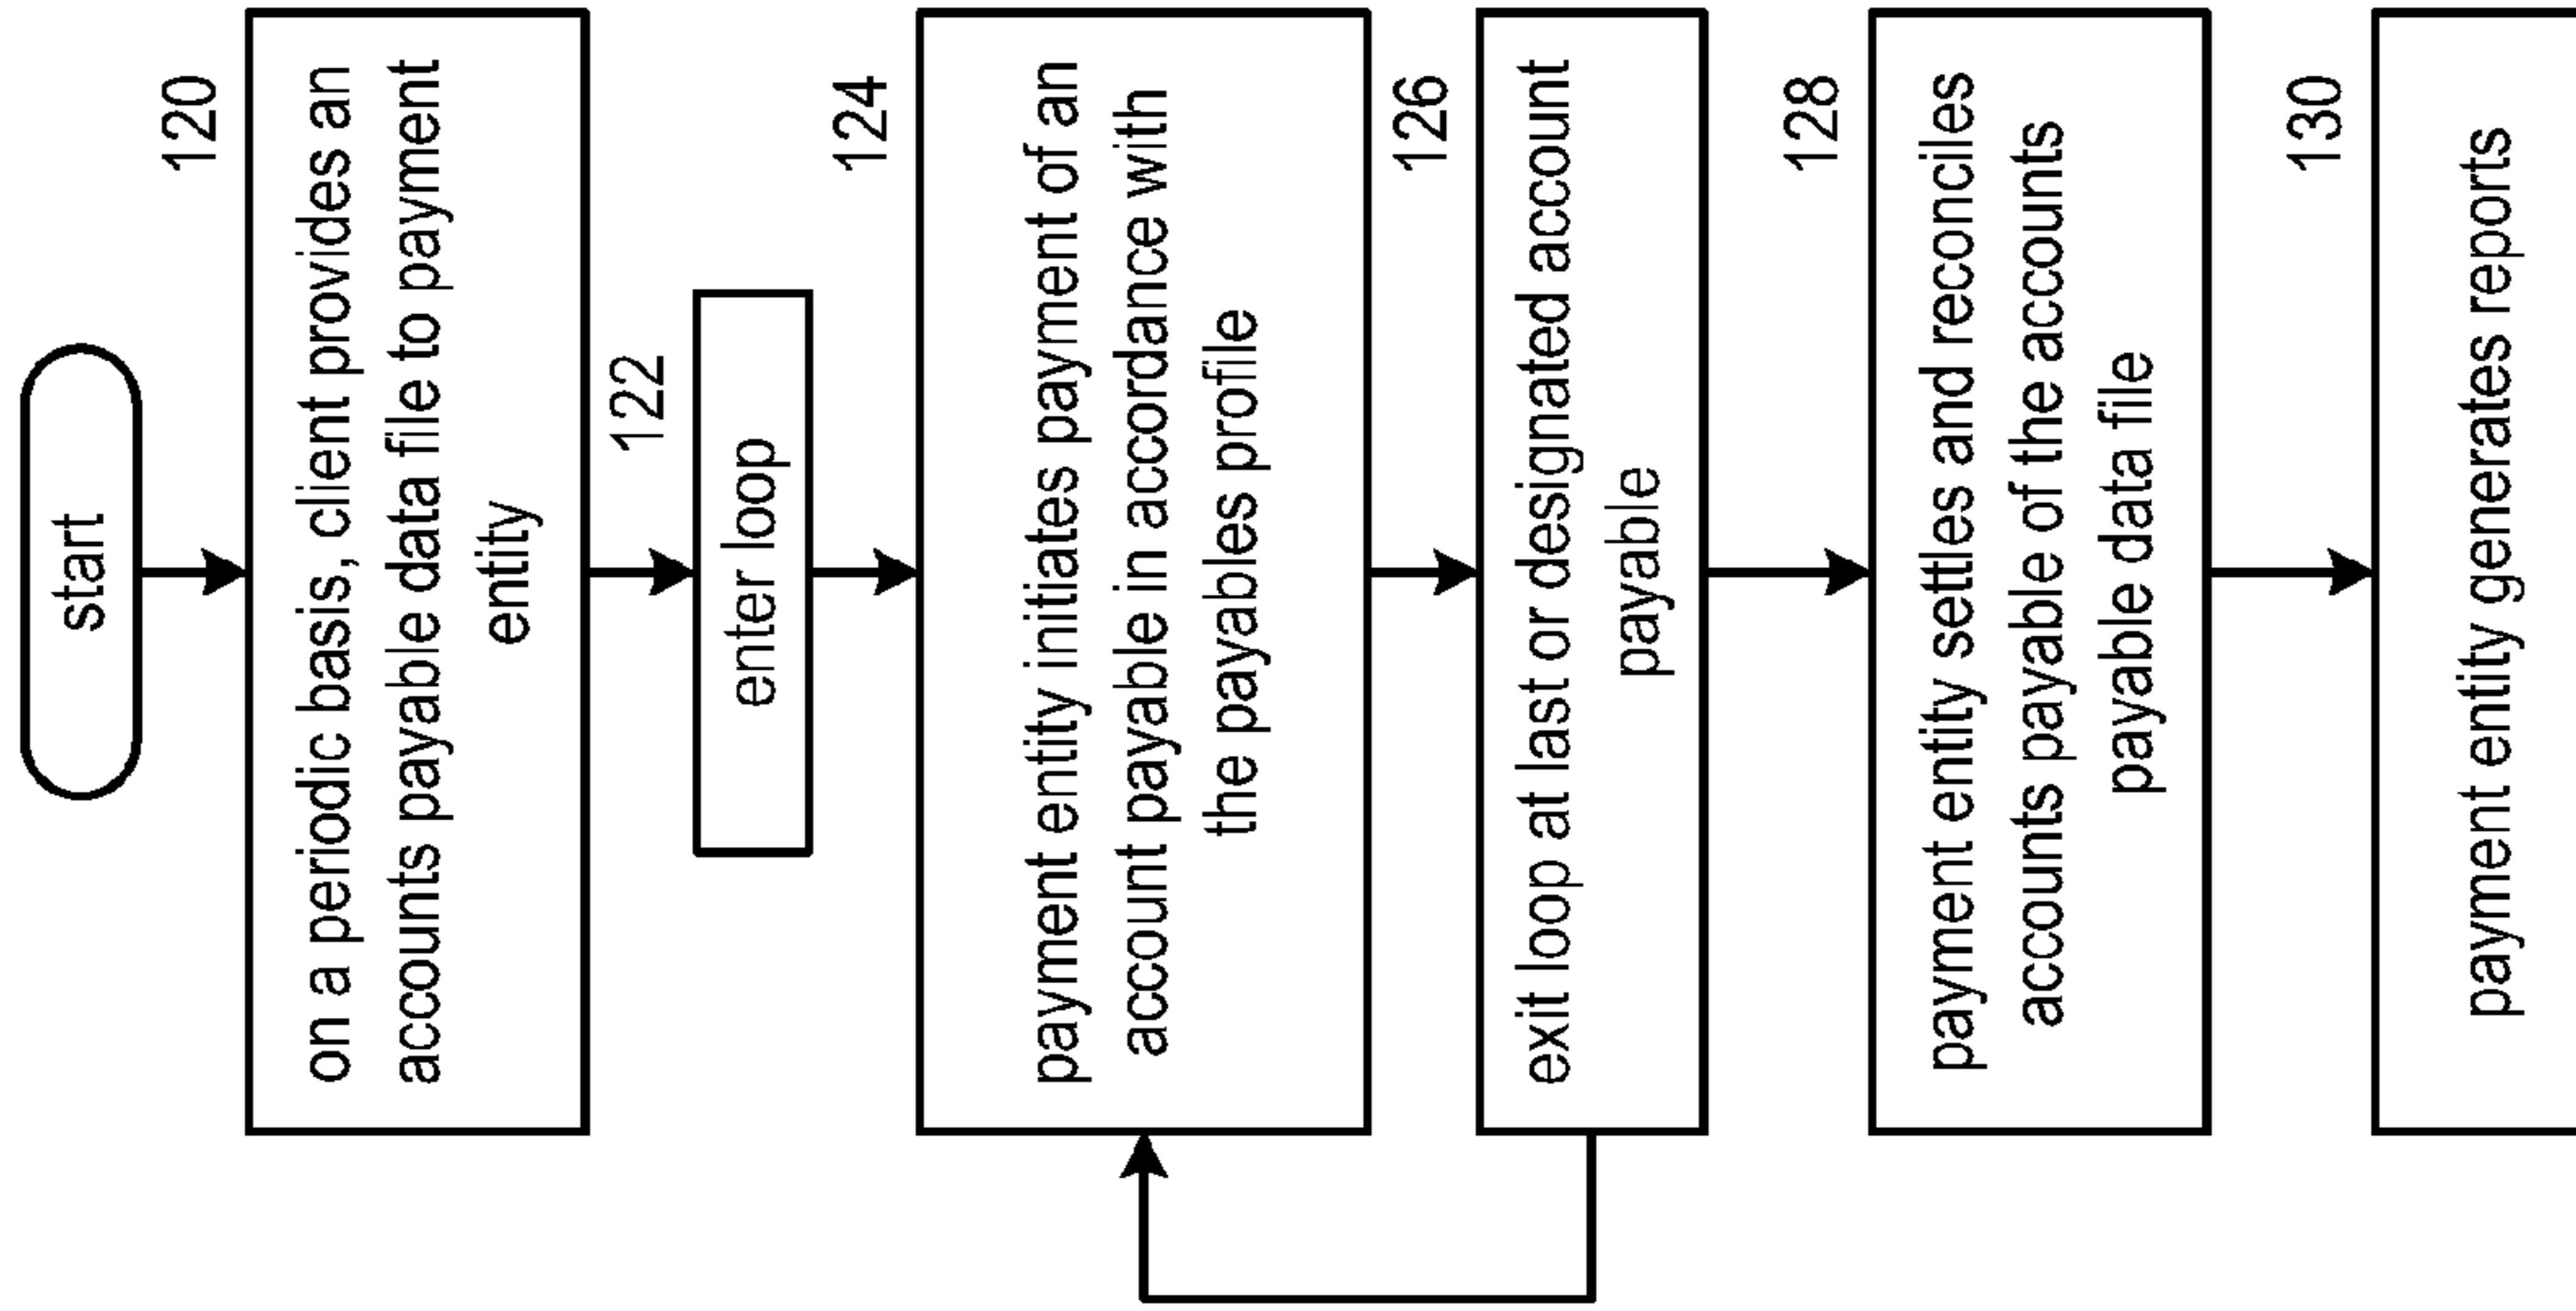 start
120
on a periodic basis, client provides an
accounts payable data file to payment
entity
122
enter loop
124
payment entity initiates payment of an
account payable in accordance with
the payables profile
126
exit loop at last or designated account
payable
128
payment entity settles and reconciles
accounts payable of the accounts
payable data file
130
payment entity generates reports